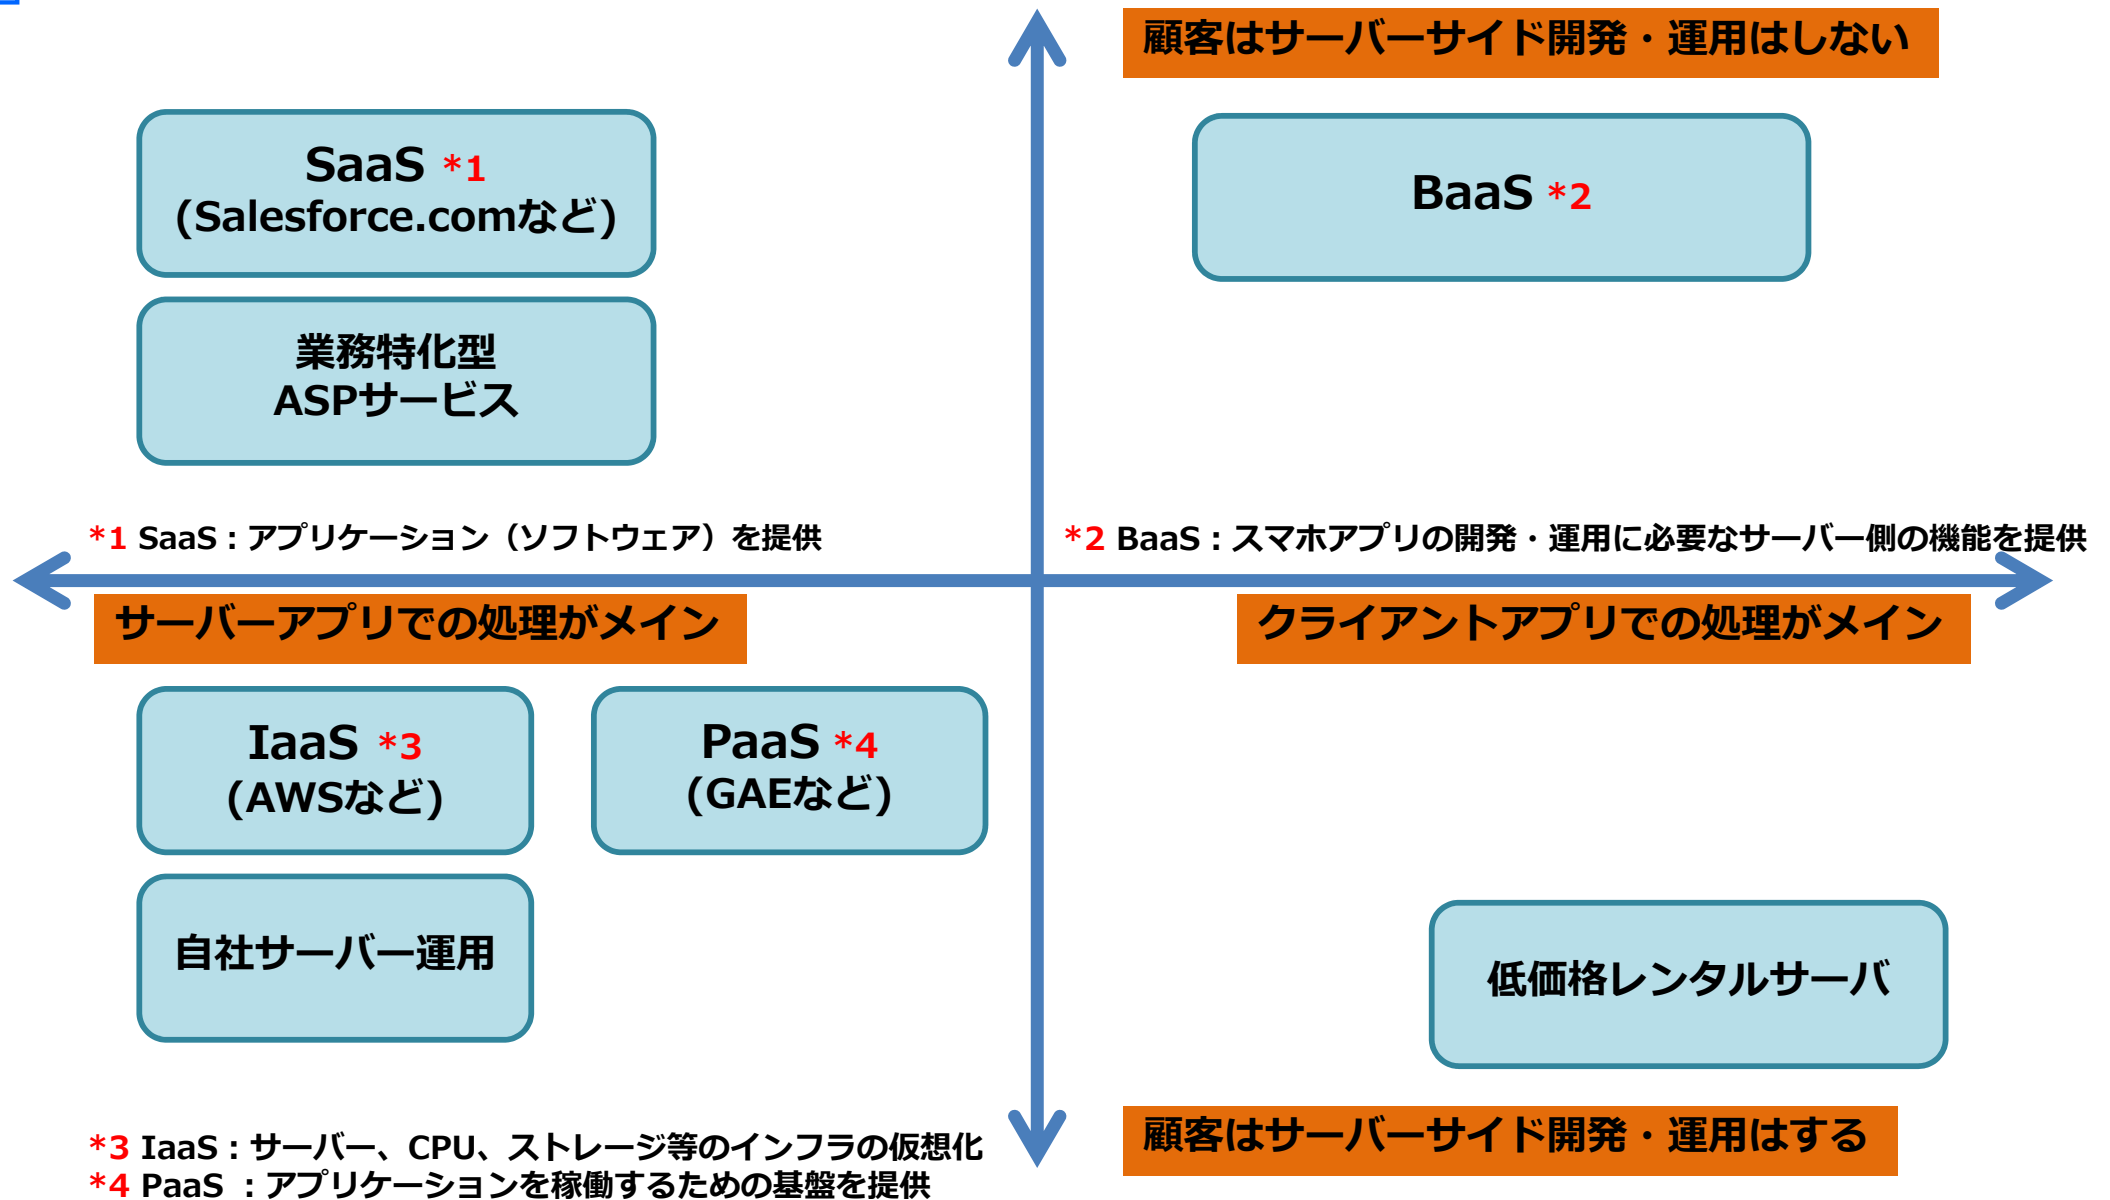 顧客はサーバーサイド開発・運用はしない
SaaS *1
(Salesforce.comなど)
BaaS *2
業務特化型
ASPサービス
*1 SaaS：アプリケーション（ソフトウェア）を提供
*2 BaaS：スマホアプリの開発・運用に必要なサーバー側の機能を提供
サーバーアプリでの処理がメイン
クライアントアプリでの処理がメイン
IaaS *3
(AWSなど)
PaaS *4
(GAEなど)
自社サーバー運用
低価格レンタルサーバ
顧客はサーバーサイド開発・運用はする
*3 IaaS：サーバー、CPU、ストレージ等のインフラの仮想化
*4 PaaS ：アプリケーションを稼働するための基盤を提供